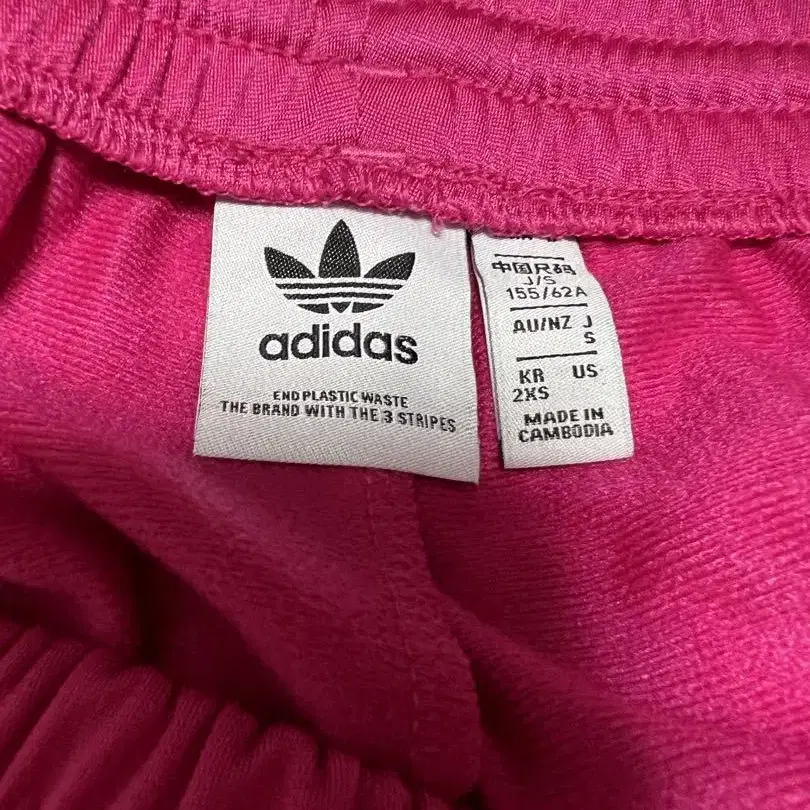 adidas
END PLASTIC WASTE
THE BRAND WITH THE 3 STRIPES
中国尺码
J/S
155/62A
AU/NZ J
S
KR US
2XS
MADE IN
CAMBODIA